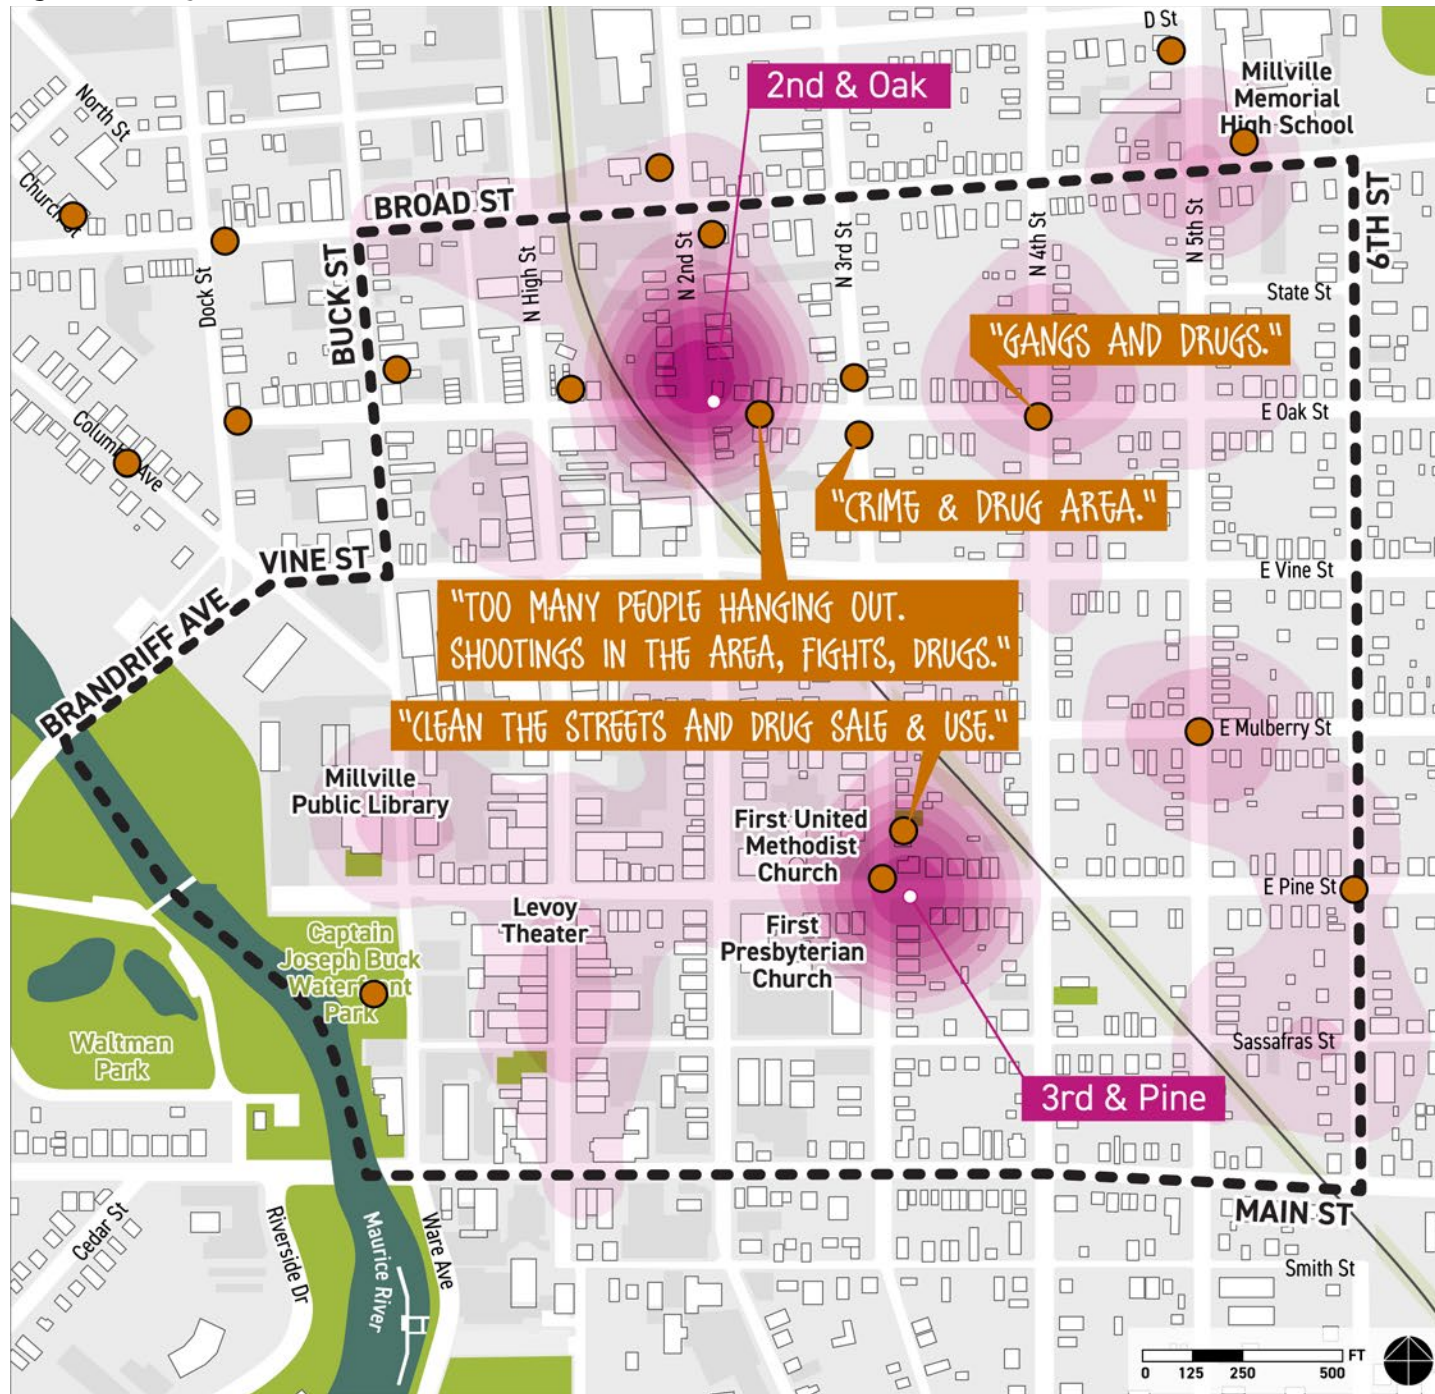 D St
Millville
Memorial
High School
2nd & Oak
North St
Church St
BROAD ST
BUCK ST
Dock St
N High St
N 2nd St
N 3rd St
N 4th St
N 5th St
6TH ST
State St
"GANGS AND DRUGS."
E Oak St
Columbia Ave
"CRIME & DRUG AREA."
VINE ST
E Vine St
BRANDRIFF AVE
"TOO MANY PEOPLE HANGING OUT.
SHOOTINGS IN THE AREA, FIGHTS, DRUGS."
"CLEAN THE STREETS AND DRUG SALE & USE."
E Mulberry St
Millville
Public Library
First United
Methodist
Church
E Pine St
Levoy
Theater
First
Presbyterian
Church
Captain
Joseph Buck
Waterfront
Park
Waltman
Park
Sassafras St
3rd & Pine
MAIN ST
Cedar St
Riverside Dr
Maurice River
Ware Ave
Smith St
0 125 250 500 FT